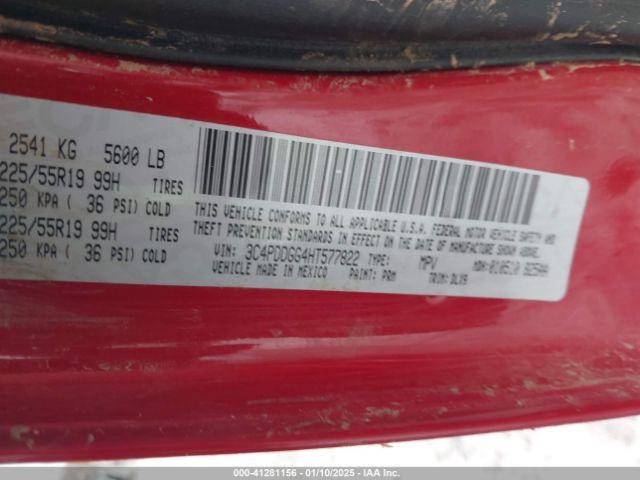 2541 KG 5600 LB
225/55R19 99H TIRES
250 KPA ( 36 PSI) COLD
225/55R19 99H TIRES
250 KPA ( 36 PSI) COLD
THIS VEHICLE CONFORMS TO ALL APPLICABLE U.S.A. FEDERAL MOTOR VEHICLE SAFETY AND
THEFT PREVENTION STANDARDS IN EFFECT ON THE DATE OF MANUFACTURE SHOWN ABOVE.
VIN: 3C4PDDGG4HT577822 TYPE: MPV MDH:
MADE IN MEXICO PAINT: PRM TRIM:
000-41281156 | 01/10/2025 | IAA Inc.